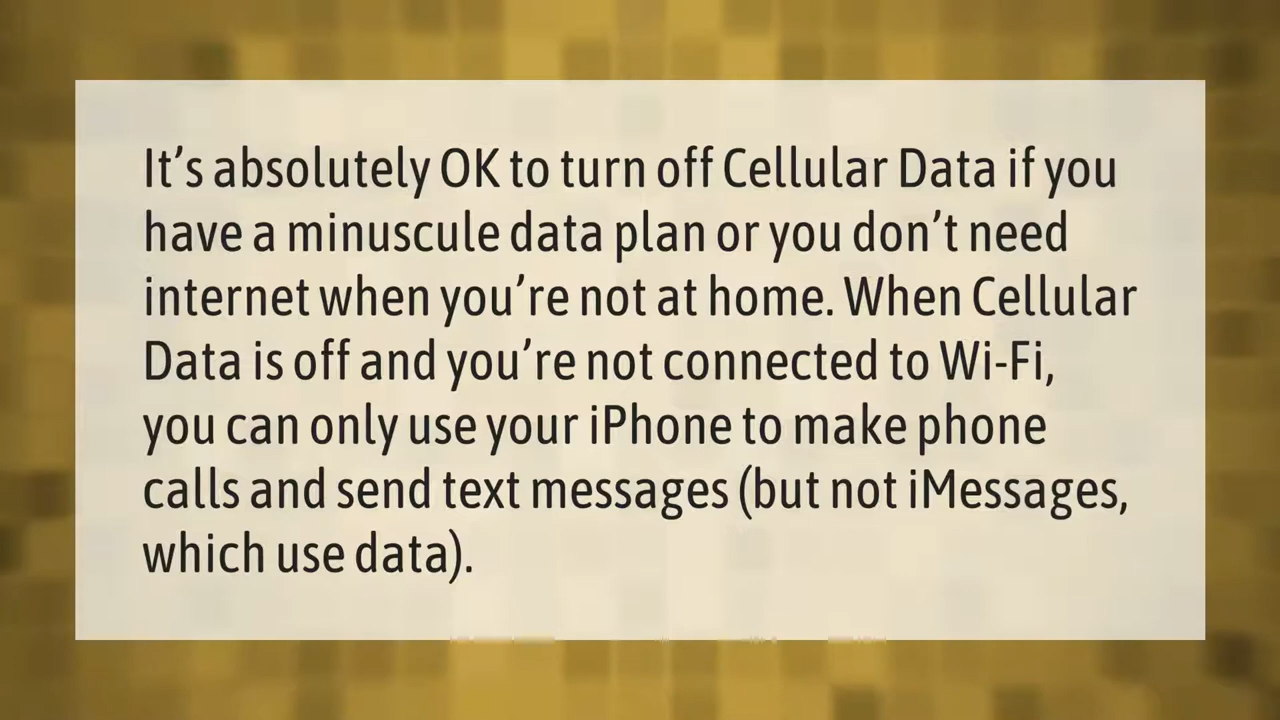 It’s absolutely OK to turn off Cellular Data if you
have a minuscule data plan or you don’t need
internet when you’re not at home. When Cellular
Data is off and you’re not connected to Wi-Fi,
you can only use your iPhone to make phone
calls and send text messages (but not iMessages,
which use data).